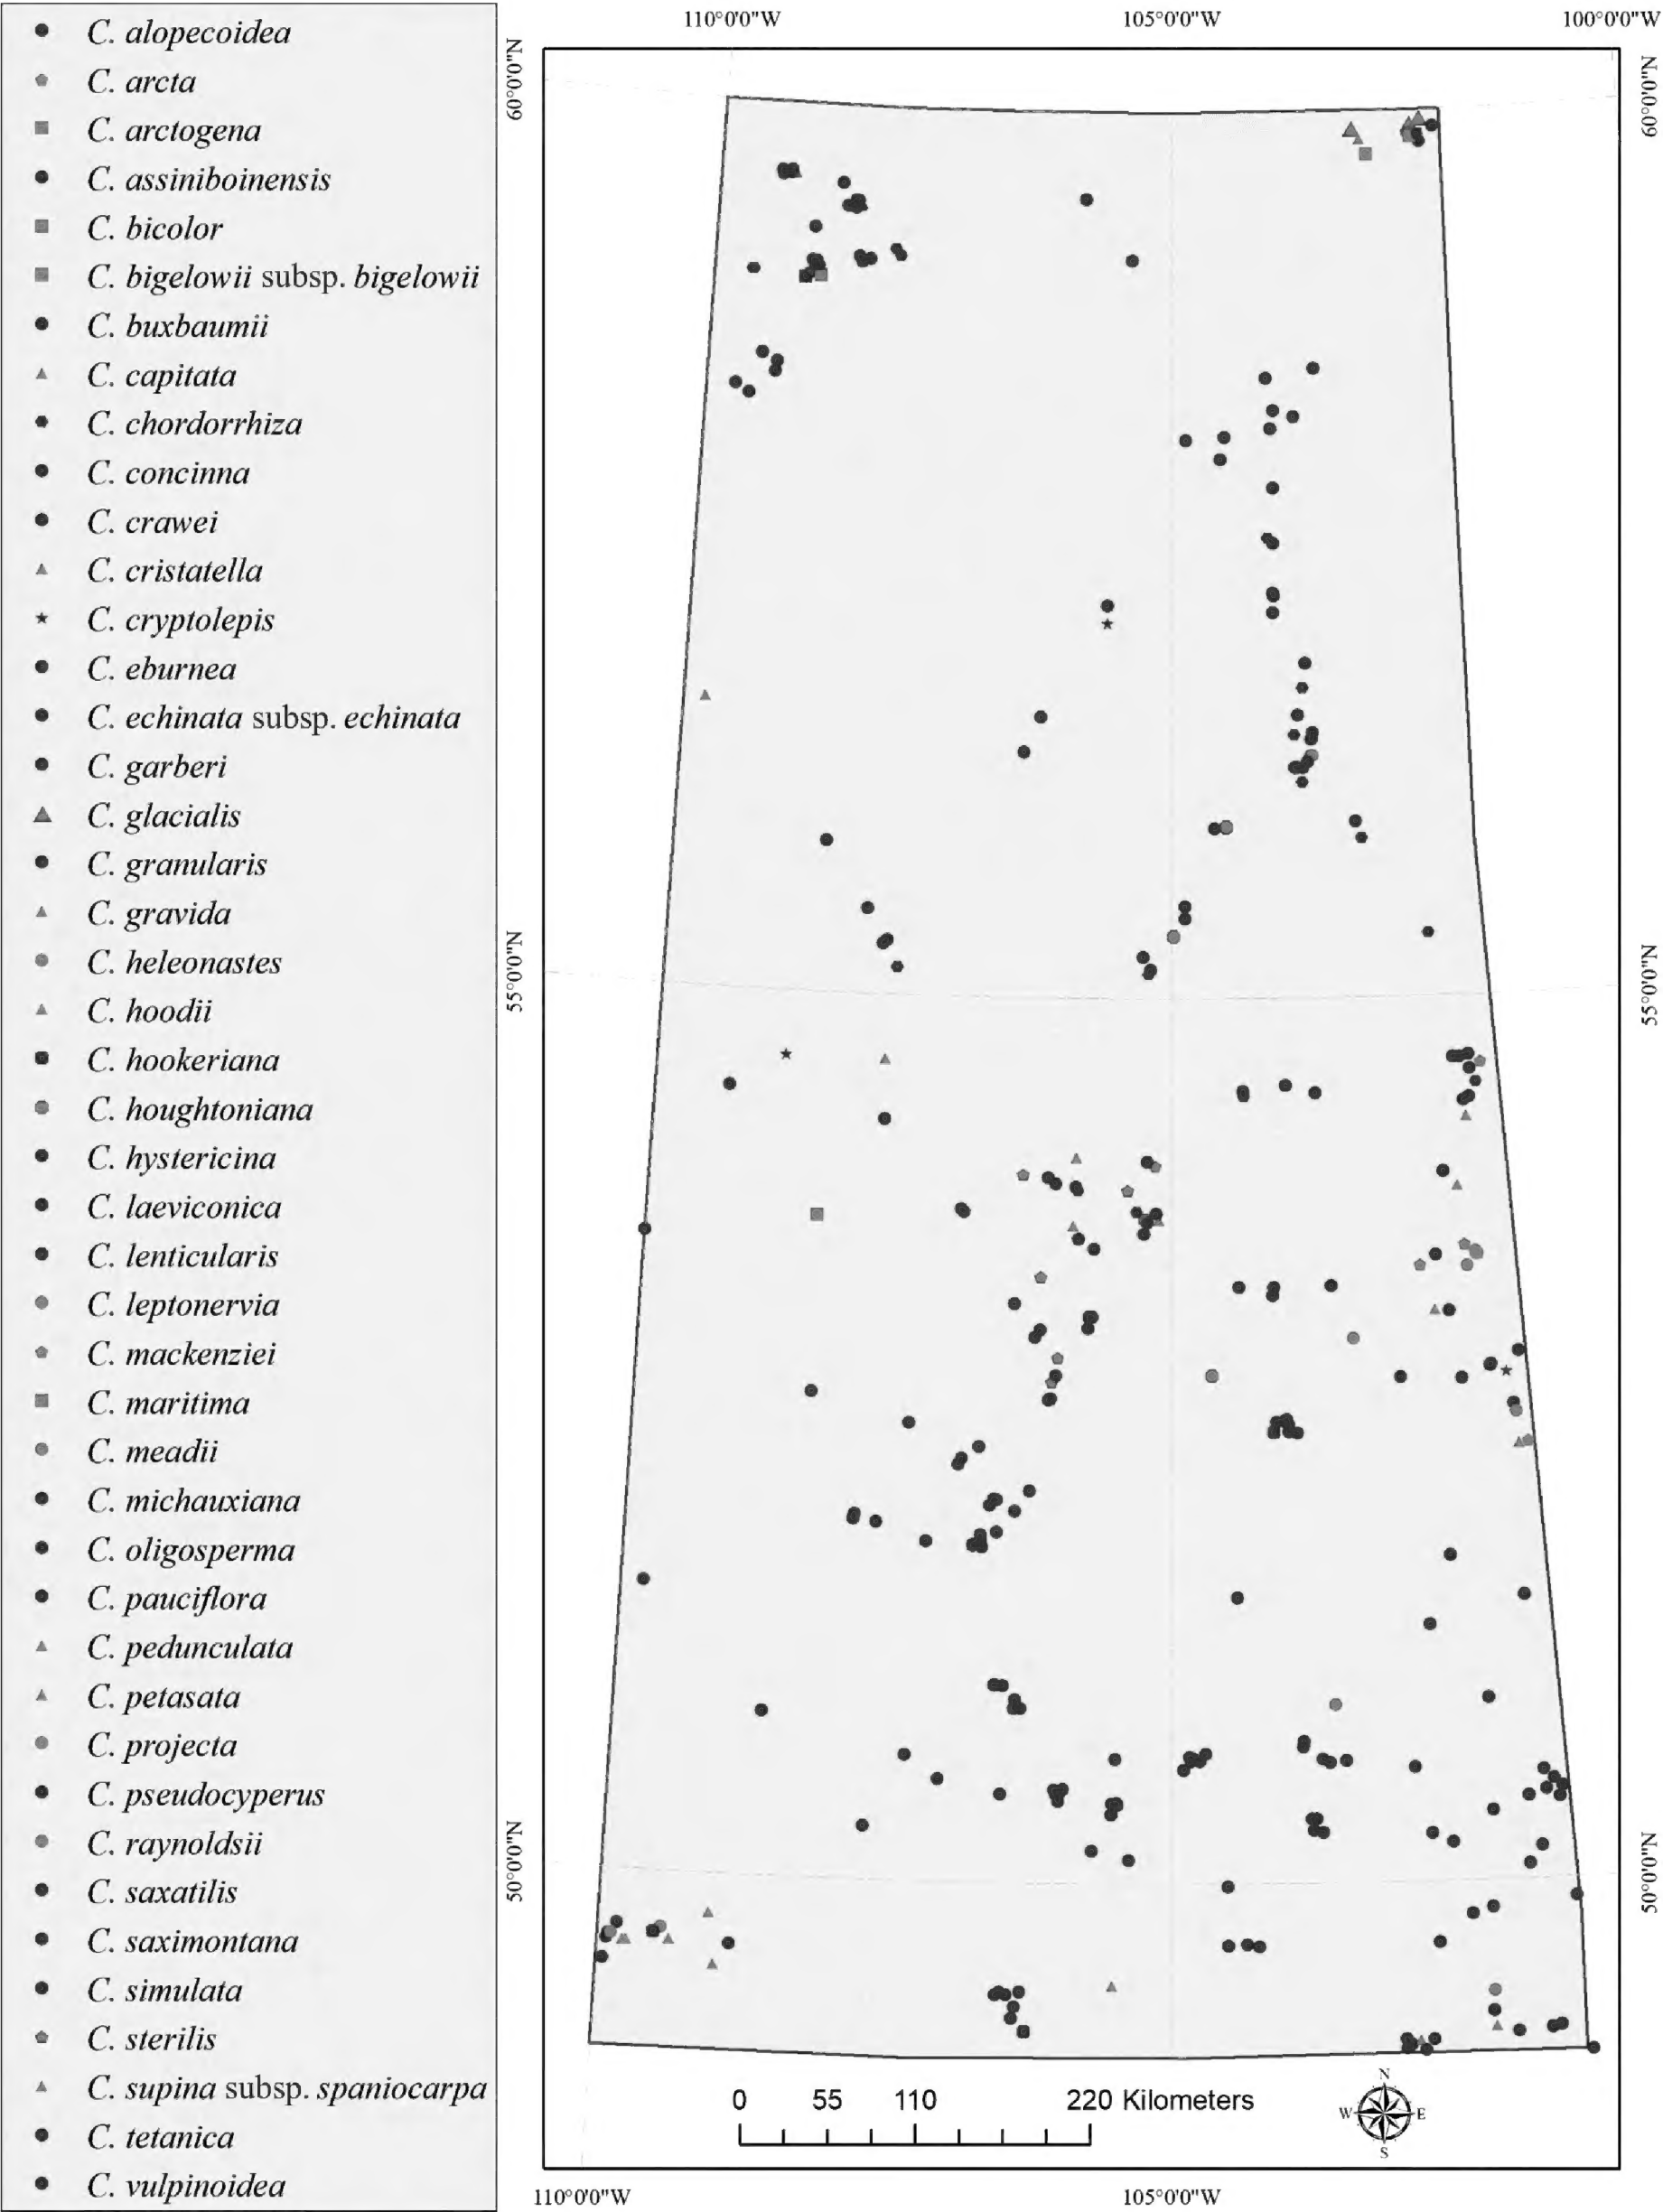 C. alopecoidea
C. arcta
C. arctogena
C. assiniboinensis
C. bicolor
C. bigelowii subsp. bigelowii
C. buxbaumii
C. capitata
C. chordorrhiza
C. concinna
C. crawei
C. cristatella
C. cryptolepis
C. eburnea
C. echinata subsp. echinata
C. garberi
C. glacialis
C. granularis
C. gravida
C. heleonastes
C. hoodii
C. hookeriana
C. houghtoniana
C. hystericina
C. laeviconica
C. lenticularis
C. leptonervia
C. mackenziei
C. maritima
C. meadii
C. michauxiana
C. oligosperma
C. pauciflora
C. pedunculata
C. petasata
C. projecta
C. pseudocyperus
C. raynoldsii
C. saxatilis
C. saximontana
C. simulata
C. sterilis
C. supina subsp. spaniocarpa
C. tetanica
C. vulpinoidea
110°0'0"W
105°0'0"W
100°0'0"W
60°0'0"N
60°0'0"N
55°0'0"N
55°0'0"N
50°0'0"N
50°0'0"N
0 55 110 220 Kilometers
N
W E
S
110°0'0"W
105°0'0"W